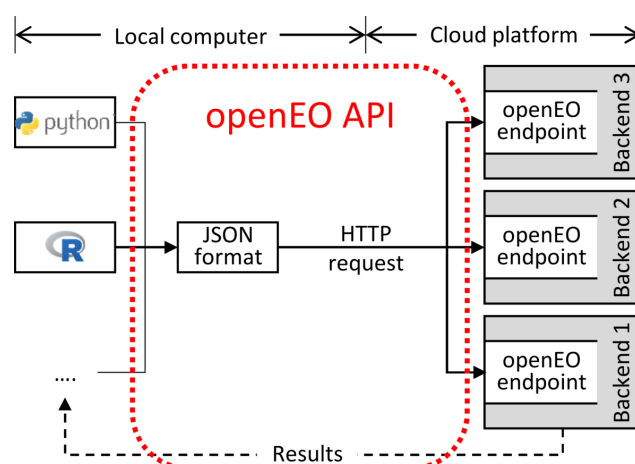 Local computer
Cloud platform
python
openEO API
openEO
endpoint
Backend 3
R
JSON
format
HTTP
request
openEO
endpoint
Backend 2
....
openEO
endpoint
Backend 1
Results